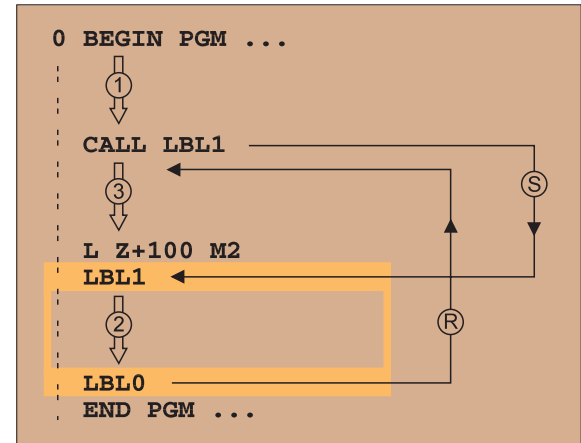 0 BEGIN PGM ...
1
CALL LBL1
S
3
L Z+100 M2
LBL1
2
R
LBL0
END PGM ...